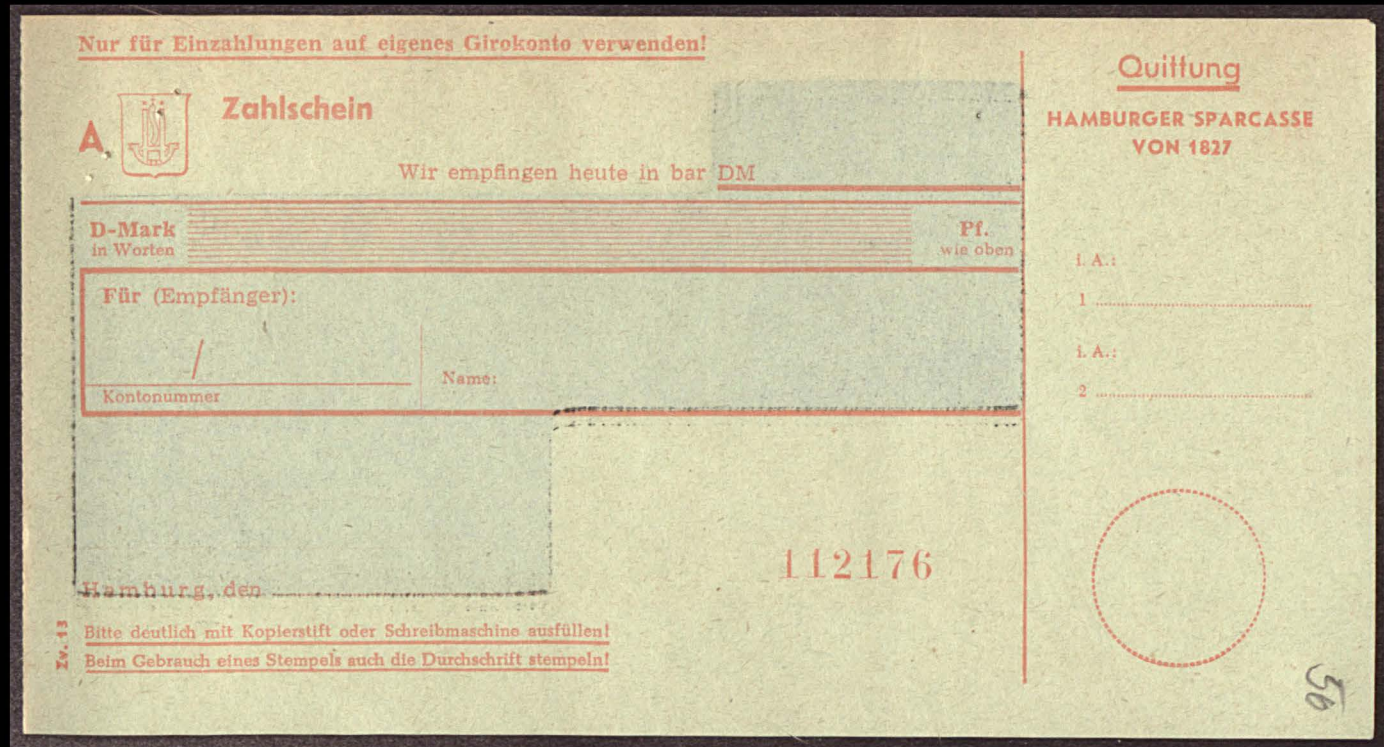 Nur für Einzahlungen auf eigenes Girokonto verwenden!
A
Zahlschein
Wir empfingen heute in bar DM
D-Mark
in Worten
Pf.
wie oben
Für (Empfänger):
/
Kontonummer
Name:
112176
Hamburg, den
Zv. 13
Bitte deutlich mit Kopierstift oder Schreibmaschine ausfüllen!
Beim Gebrauch eines Stempels auch die Durchschrift stempeln!
Quittung
HAMBURGER SPARCASSE
VON 1827
i. A.:
1
i. A.:
2
56